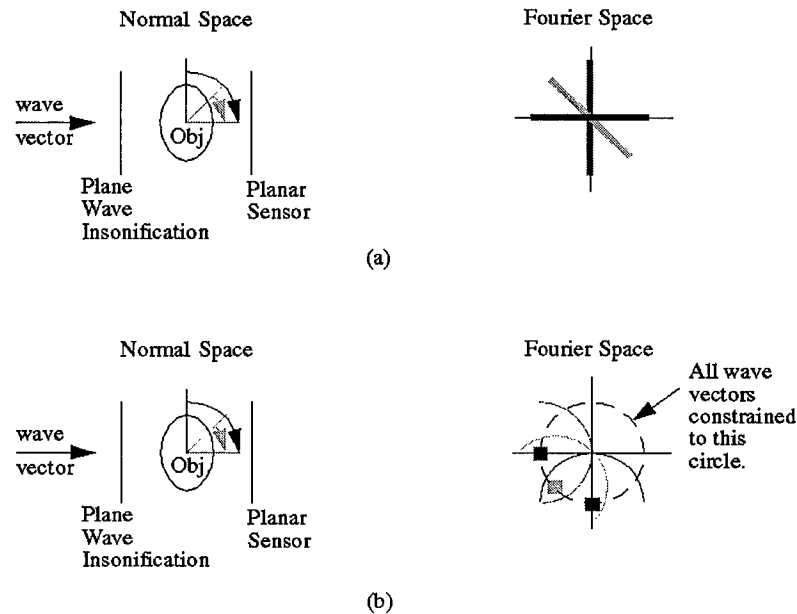 Normal Space
Fourier Space
wave
vector
Obj
Plane
Wave
Insonification
Planar
Sensor
(a)
Normal Space
Fourier Space
wave
vector
Obj
Plane
Wave
Insonification
Planar
Sensor
All wave
vectors
constrained
to this
circle.
(b)